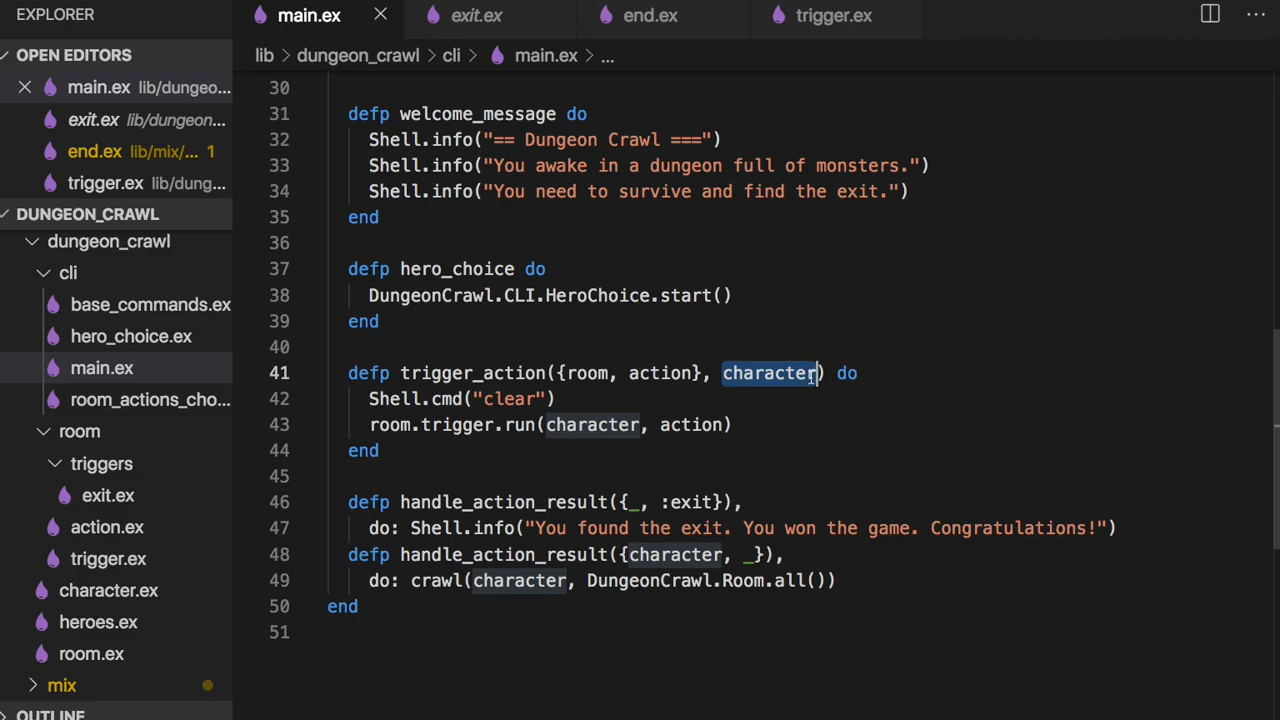 EXPLORER
main.ex
exit.ex
end.ex
trigger.ex
OPEN EDITORS
lib > dungeon_crawl > cli > main.ex > ...
main.ex lib/dungeo...
exit.ex lib/dungeon...
end.ex lib/mix/... 1
trigger.ex lib/dung...
DUNGEON_CRAWL
dungeon_crawl
cli
base_commands.ex
hero_choice.ex
main.ex
room_actions_cho...
room
triggers
exit.ex
action.ex
trigger.ex
character.ex
heroes.ex
room.ex
mix
OUTLINE
30
31 defp welcome_message do
32 Shell.info("== Dungeon Crawl ===")
33 Shell.info("You awake in a dungeon full of monsters.")
34 Shell.info("You need to survive and find the exit.")
35 end
36
37 defp hero_choice do
38 DungeonCrawl.CLI.HeroChoice.start()
39 end
40
41 defp trigger_action({room, action}, character) do
42 Shell.cmd("clear")
43 room.trigger.run(character, action)
44 end
45
46 defp handle_action_result({_, :exit}),
47 do: Shell.info("You found the exit. You won the game. Congratulations!")
48 defp handle_action_result({character, _}),
49 do: crawl(character, DungeonCrawl.Room.all())
50 end
51